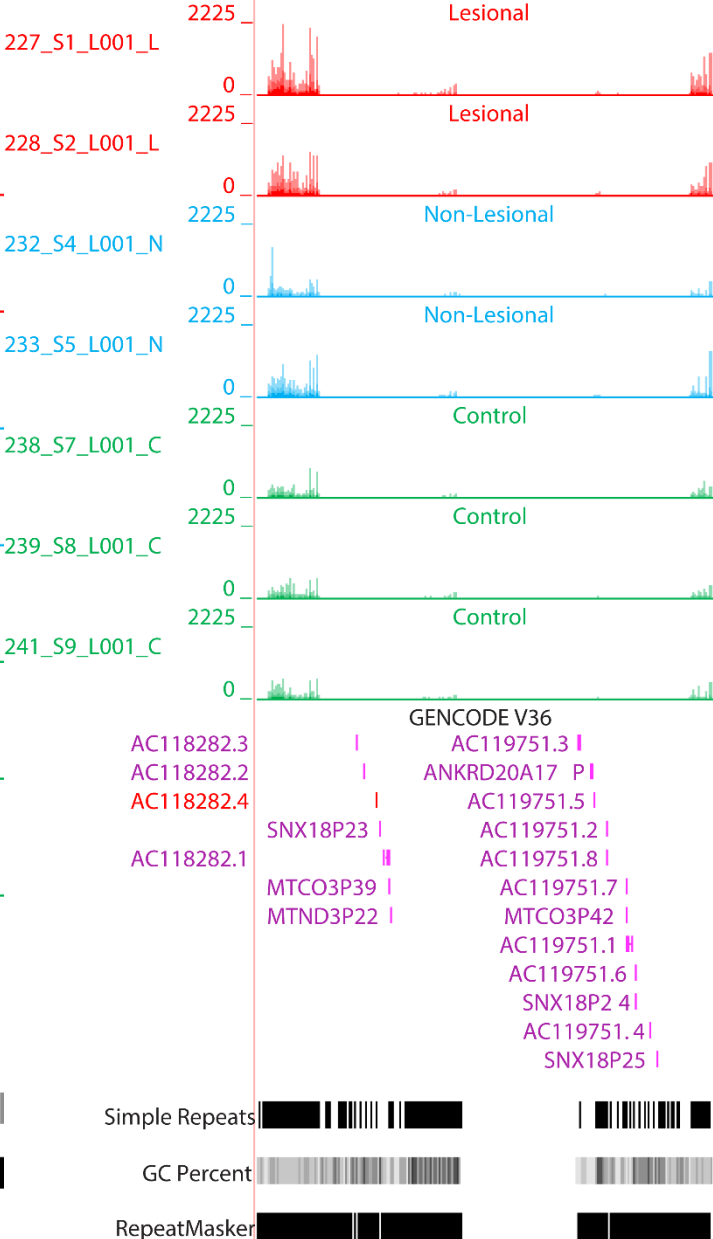 2225 Lesional
227_S1_L001_L
0
2225 Lesional
228_S2_L001_L
0
2225 Non-Lesional
232_S4_L001_N
0
2225 Non-Lesional
233_S5_L001_N
0
2225 Control
238_S7_L001_C
0
2225 Control
239_S8_L001_C
0
2225 Control
241_S9_L001_C
0
GENCODE V36
AC118282.3 AC119751.3
AC118282.2 ANKRD20A17 P
AC118282.4 AC119751.5
SNX18P23 AC119751.2
AC118282.1 AC119751.8
MTCO3P39 AC119751.7
MTND3P22 MTCO3P42
AC119751.1
AC119751.6
SNX18P2 4
AC119751. 4
SNX18P25
Simple Repeats
GC Percent
RepeatMasker